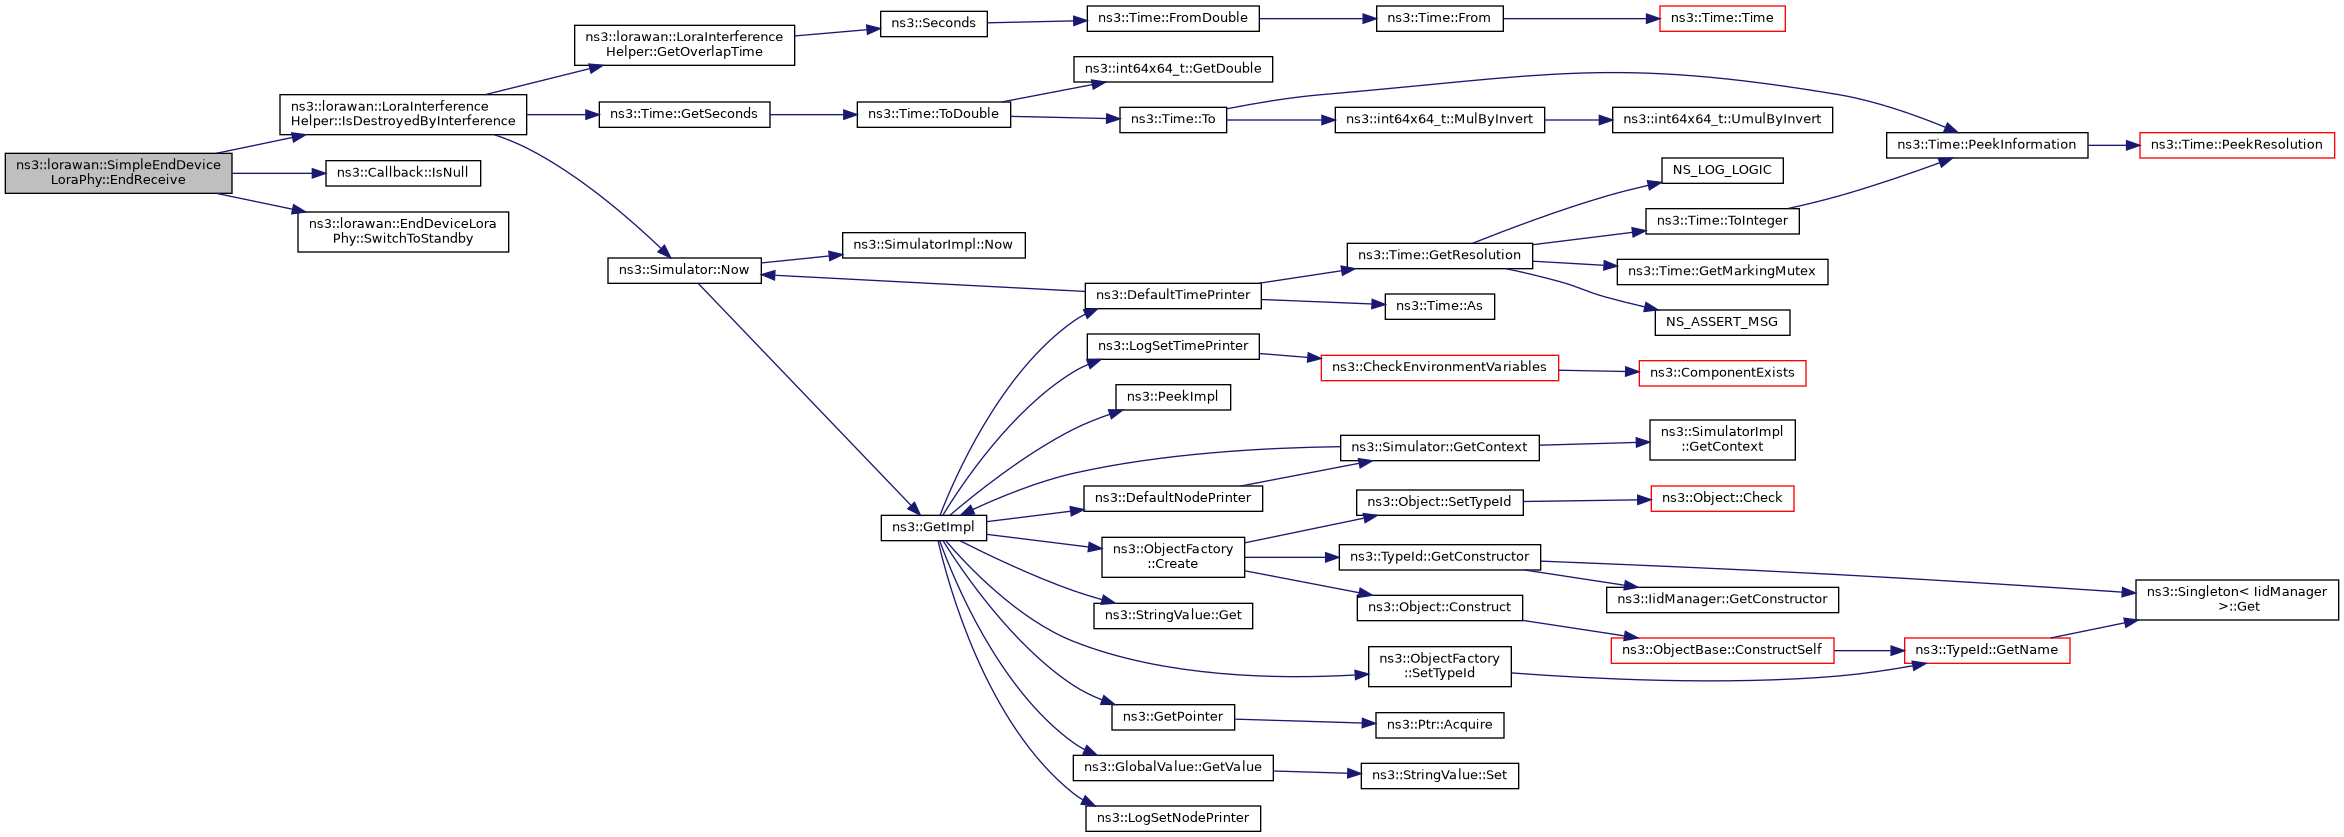 ns3::lorawan::SimpleEndDevice
LoraPhy::EndReceive
ns3::lorawan::LoraInterference
Helper::IsDestroyedByInterference
ns3::Callback::IsNull
ns3::lorawan::EndDeviceLora
Phy::SwitchToStandby
ns3::lorawan::LoraInterference
Helper::GetOverlapTime
ns3::Time::GetSeconds
ns3::Simulator::Now
ns3::Seconds
ns3::Time::ToDouble
ns3::SimulatorImpl::Now
ns3::GetImpl
ns3::Time::FromDouble
ns3::int64x64_t::GetDouble
ns3::Time::To
ns3::DefaultTimePrinter
ns3::LogSetTimePrinter
ns3::PeekImpl
ns3::DefaultNodePrinter
ns3::ObjectFactory
::Create
ns3::StringValue::Get
ns3::GetPointer
ns3::GlobalValue::GetValue
ns3::LogSetNodePrinter
ns3::Time::From
ns3::int64x64_t::MulByInvert
ns3::Time::GetResolution
ns3::Time::As
ns3::CheckEnvironmentVariables
ns3::Simulator::GetContext
ns3::Object::SetTypeId
ns3::TypeId::GetConstructor
ns3::Object::Construct
ns3::ObjectFactory
::SetTypeId
ns3::Ptr::Acquire
ns3::StringValue::Set
ns3::Time::Time
ns3::int64x64_t::UmulByInvert
NS_LOG_LOGIC
ns3::Time::ToInteger
ns3::Time::GetMarkingMutex
NS_ASSERT_MSG
ns3::ComponentExists
ns3::SimulatorImpl
::GetContext
ns3::Object::Check
ns3::IidManager::GetConstructor
ns3::ObjectBase::ConstructSelf
ns3::Time::PeekInformation
ns3::TypeId::GetName
ns3::Time::PeekResolution
ns3::Singleton< IidManager
>::Get